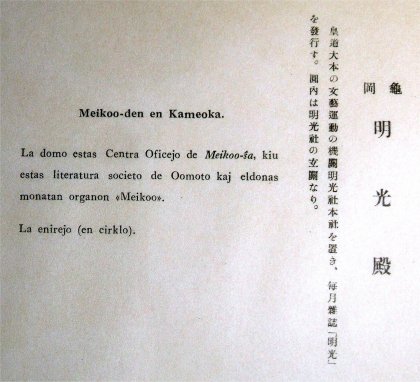 Meikoo-den en Kameoka.
La domo estas Centra Oficejo de Meikoo-ŝa, kiu
estas literatura societo de Oomoto kaj eldonas
monatan organon «Meikoo».
La enirejo (en cirklo).
龜岡
明光殿
皇道大本の文藝運動の機關明光社本社を置き、毎月雜誌「明光」
を發行す。圓内は明光社の玄關なり。